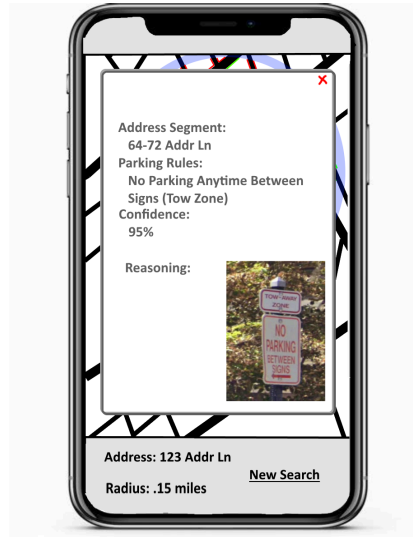 Address Segment:
64-72 Addr Ln
Parking Rules:
No Parking Anytime Between
Signs (Tow Zone)
Confidence:
95%
Reasoning:
TOW-AWAY
ZONE
NO
PARKING
BETWEEN
SIGNS
Address: 123 Addr Ln
Radius: .15 miles
New Search